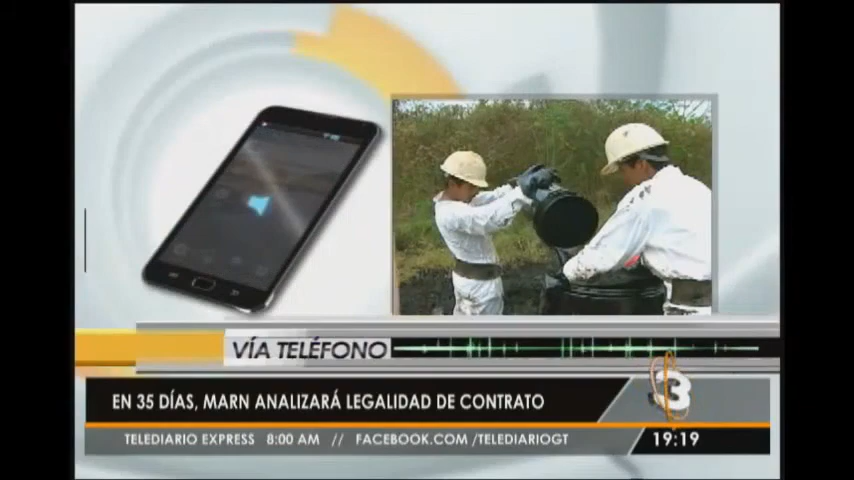 VÍA TELÉFONO
EN 35 DÍAS, MARN ANALIZARÁ LEGALIDAD DE CONTRATO
3
TELEDIARIO EXPRESS 8:00 AM // FACEBOOK.COM /TELEDIARIOGT
19:19